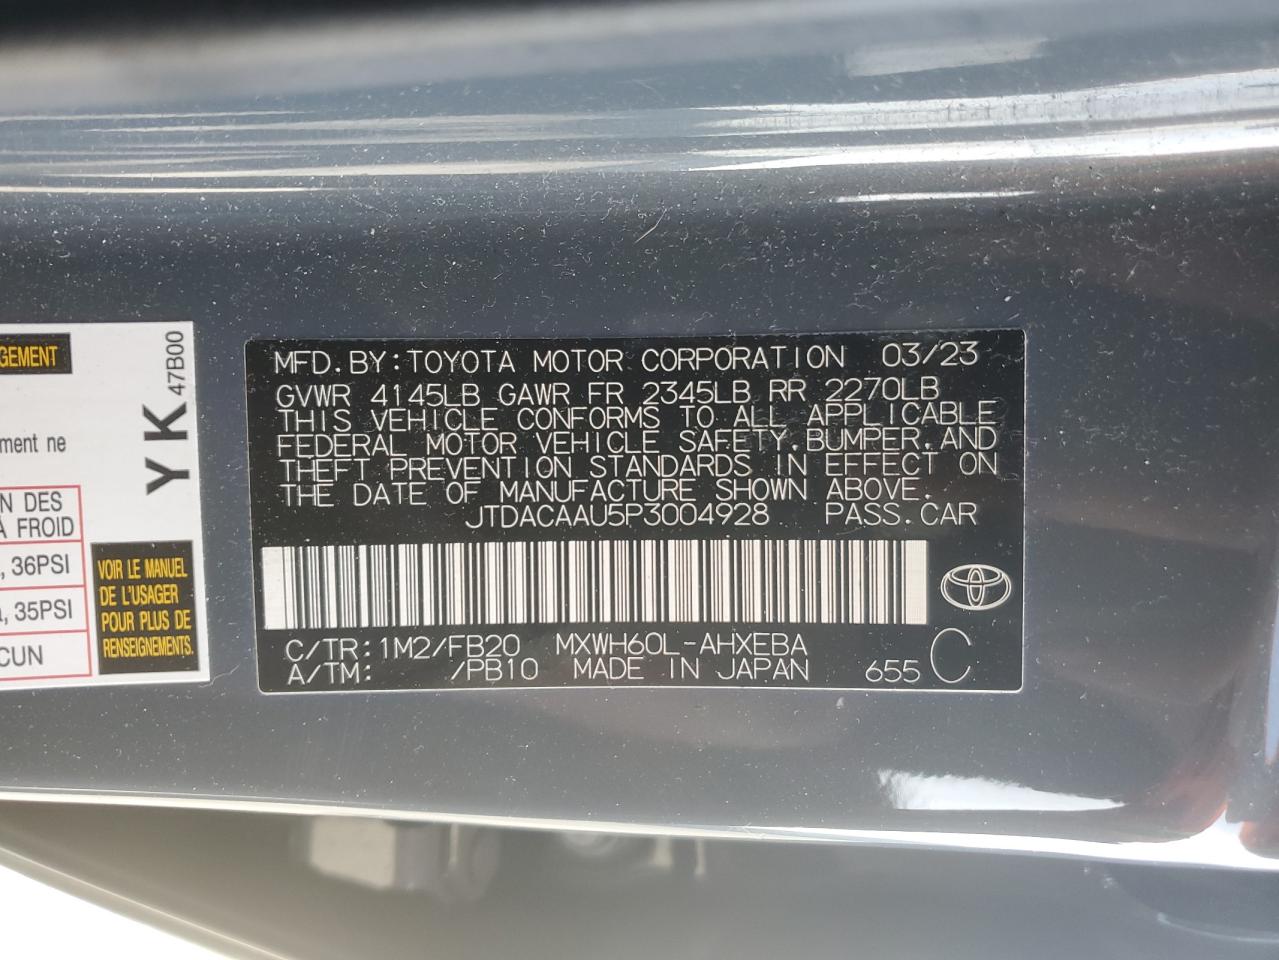 GEMENT
YK
47B00
ment ne
N DES
À FROID
, 36PSI
, 35PSI
CUN
VOIR LE MANUEL
DE L'USAGER
POUR PLUS DE
RENSEIGNEMENTS.
MFD.BY:TOYOTA MOTOR CORPORATION 03/23
GVWR 4145LB GAWR FR 2345LB RR 2270LB
THIS VEHICLE CONFORMS TO ALL APPLICABLE
FEDERAL MOTOR VEHICLE SAFETY,BUMPER,AND
THEFT PREVENTION STANDARDS IN EFFECT ON
THE DATE OF MANUFACTURE SHOWN ABOVE.
JTDACAAU5P3004928 PASS.CAR
C/TR:1M2/FB20 MXWH60L-AHXEBA
A/TM: /PB10 MADE IN JAPAN 655 C